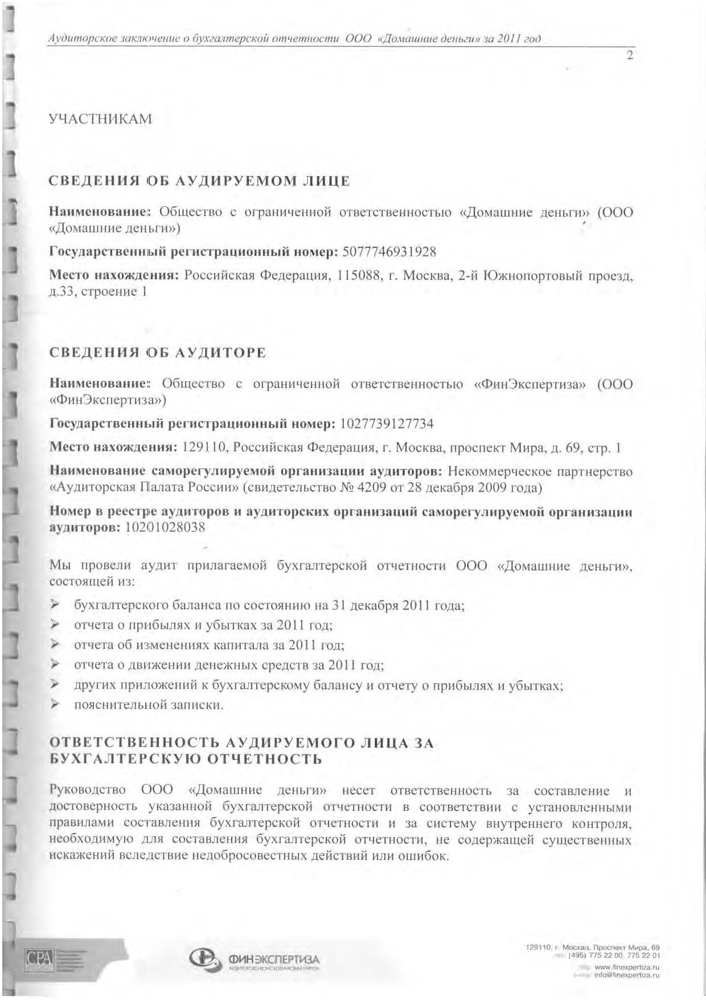 Аудиторское заключение о бухгалтерской отчетности ООО «Домашние деньги» за 2011 год
2
УЧАСТНИКАМ
СВЕДЕНИЯ ОБ АУДИРУЕМОМ ЛИЦЕ
Наименование: Общество с ограниченной ответственностью «Домашние деньги» (ООО
«Домашние деньги»)
Государственный регистрационный номер: 5077746931928
Место нахождения: Российская Федерация, 115088, г. Москва, 2-й Южнопортовый проезд,
д.33, строение 1
СВЕДЕНИЯ ОБ АУДИТОРЕ
Наименование: Общество с ограниченной ответственностью «ФинЭкспертиза» (ООО
«ФинЭкспертиза»)
Государственный регистрационный номер: 1027739127734
Место нахождения: 129110, Российская Федерация, г. Москва, проспект Мира, д. 69, стр. 1
Наименование саморегулируемой организации аудиторов: Некоммерческое партнерство
«Аудиторская Палата России» (свидетельство № 4209 от 28 декабря 2009 года)
Номер в реестре аудиторов и аудиторских организаций саморегулируемой организации
аудиторов: 10201028038
Мы провели аудит прилагаемой бухгалтерской отчетности ООО «Домашние деньги»,
состоящей из:
➢ бухгалтерского баланса по состоянию на 31 декабря 2011 года;
➢ отчета о прибылях и убытках за 2011 год;
➢ отчета об изменениях капитала за 2011 год;
➢ отчета о движении денежных средств за 2011 год;
➢ других приложений к бухгалтерскому балансу и отчету о прибылях и убытках;
➢ пояснительной записки.
ОТВЕТСТВЕННОСТЬ АУДИРУЕМОГО ЛИЦА ЗА
БУХГАЛТЕРСКУЮ ОТЧЕТНОСТЬ
Руководство ООО «Домашние деньги» несет ответственность за составление и
достоверность указанной бухгалтерской отчетности в соответствии с установленными
правилами составления бухгалтерской отчетности и за систему внутреннего контроля,
необходимую для составления бухгалтерской отчетности, не содержащей существенных
искажений вследствие недобросовестных действий или ошибок.
CPA
ФИНЭКСПЕРТИЗА
129110, г. Москва, Проспект Мира, 69
(495) 775 22 00, 775 22 01
www.finexpertiza.ru
info@finexpertiza.ru